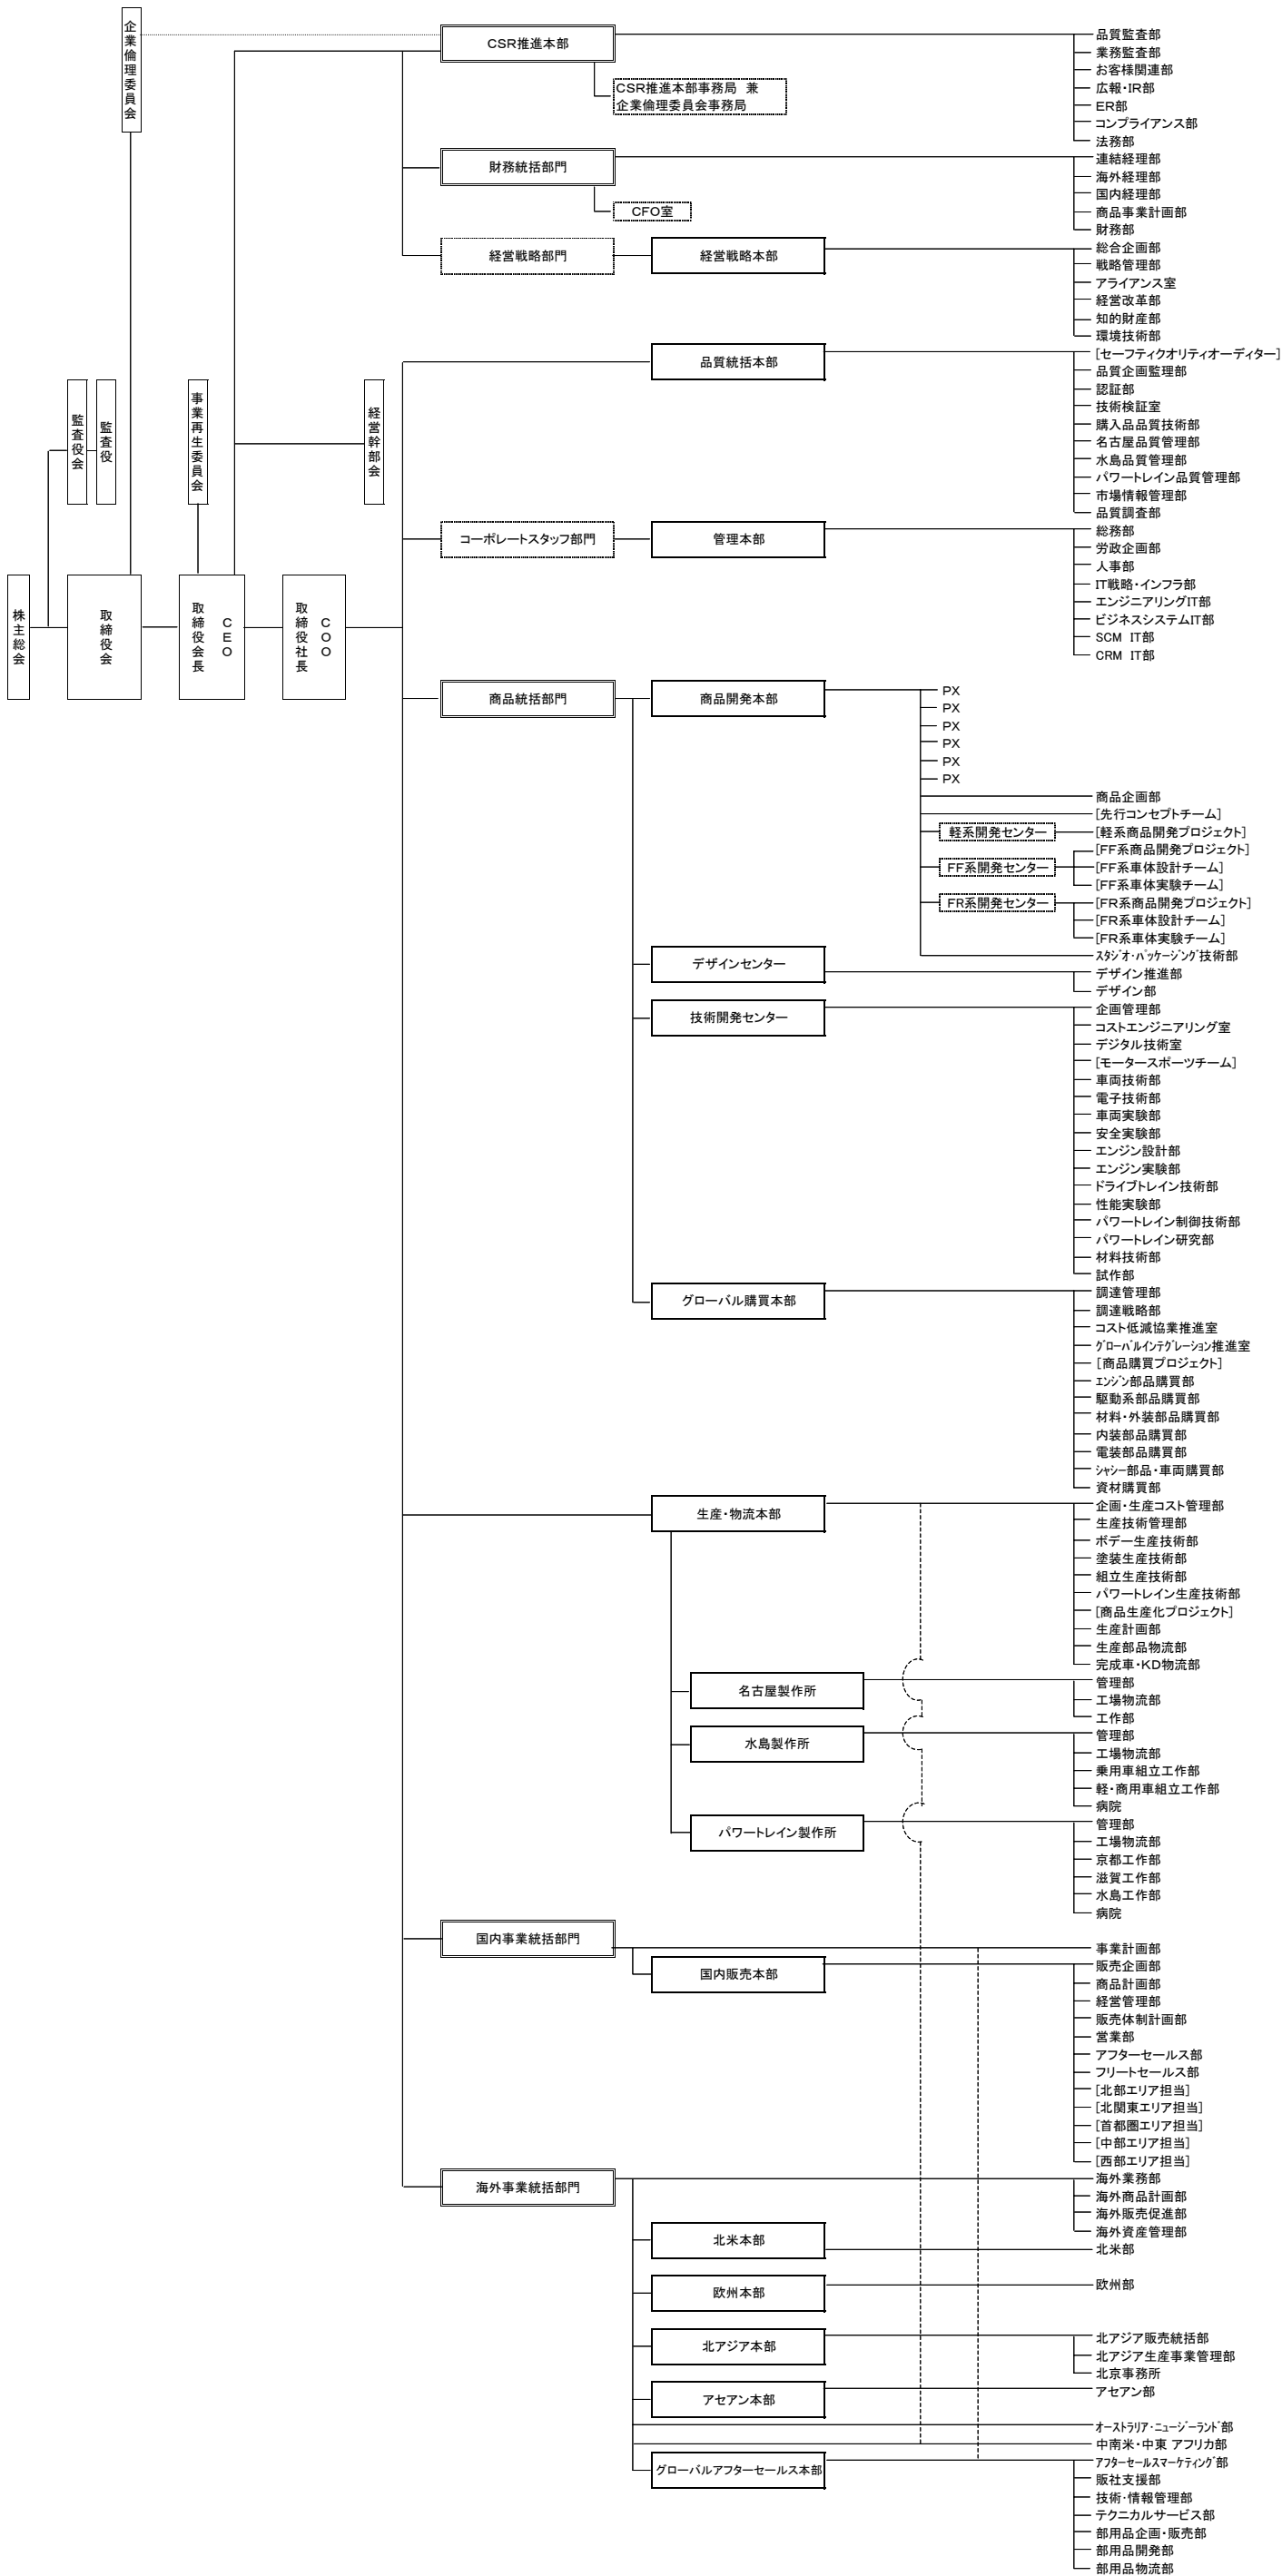 企業倫理委員会
CSR推進本部
CSR推進本部事務局 兼
企業倫理委員会事務局
品質監査部
業務監査部
お客様関連部
広報・IR部
ER部
コンプライアンス部
法務部
財務統括部門
CFO室
連結経理部
海外経理部
国内経理部
商品事業計画部
財務部
経営戦略部門
経営戦略本部
総合企画部
戦略管理部
アライアンス室
経営改革部
知的財産部
環境技術部
監査役会
監査役
事業再生委員会
経営幹部会
株主総会
取締役会
取締役会長 CEO
取締役社長 COO
品質統括本部
[セーフティクオリティオーディター]
品質企画監理部
認証部
技術検証室
購入品品質技術部
名古屋品質管理部
水島品質管理部
パワートレイン品質管理部
市場情報管理部
品質調査部
コーポレートスタッフ部門
管理本部
総務部
労政企画部
人事部
IT戦略・インフラ部
エンジニアリングIT部
ビジネスシステムIT部
SCM IT部
CRM IT部
商品統括部門
商品開発本部
PX
PX
PX
PX
PX
PX
商品企画部
[先行コンセプトチーム]
軽系開発センター
[軽系商品開発プロジェクト]
FF系開発センター
[FF系商品開発プロジェクト]
[FF系車体設計チーム]
[FF系車体実験チーム]
FR系開発センター
[FR系商品開発プロジェクト]
[FR系車体設計チーム]
[FR系車体実験チーム]
スタジオ・パッケージング技術部
デザインセンター
デザイン推進部
デザイン部
技術開発センター
企画管理部
コストエンジニアリング室
デジタル技術室
[モータースポーツチーム]
車両技術部
電子技術部
車両実験部
安全実験部
エンジン設計部
エンジン実験部
ドライブトレイン技術部
性能実験部
パワートレイン制御技術部
パワートレイン研究部
材料技術部
試作部
グローバル購買本部
調達管理部
調達戦略部
コスト低減協業推進室
グローバルインテグレーション推進室
[商品購買プロジェクト]
エンジン部品購買部
駆動系部品購買部
材料・外装部品購買部
内装部品購買部
電装部品購買部
シャシー部品・車両購買部
資材購買部
生産・物流本部
企画・生産コスト管理部
生産技術管理部
ボデー生産技術部
塗装生産技術部
組立生産技術部
パワートレイン生産技術部
[商品生産化プロジェクト]
生産計画部
生産部品物流部
完成車・KD物流部
名古屋製作所
管理部
工場物流部
工作部
水島製作所
管理部
工場物流部
乗用車組立工作部
軽・商用車組立工作部
病院
パワートレイン製作所
管理部
工場物流部
京都工作部
滋賀工作部
水島工作部
病院
国内事業統括部門
事業計画部
国内販売本部
販売企画部
商品計画部
経営管理部
販売体制計画部
営業部
アフターセールス部
フリートセールス部
[北部エリア担当]
[北関東エリア担当]
[首都圏エリア担当]
[中部エリア担当]
[西部エリア担当]
海外事業統括部門
海外業務部
海外商品計画部
海外販売促進部
海外資産管理部
北米本部
北米部
欧州本部
欧州部
北アジア本部
北アジア販売統括部
北アジア生産事業管理部
北京事務所
アセアン本部
アセアン部
オーストラリア・ニュージーランド部
中南米・中東 アフリカ部
グローバルアフターセールス本部
アフターセールスマーケティング部
販社支援部
技術・情報管理部
テクニカルサービス部
部用品企画・販売部
部用品開発部
部用品物流部